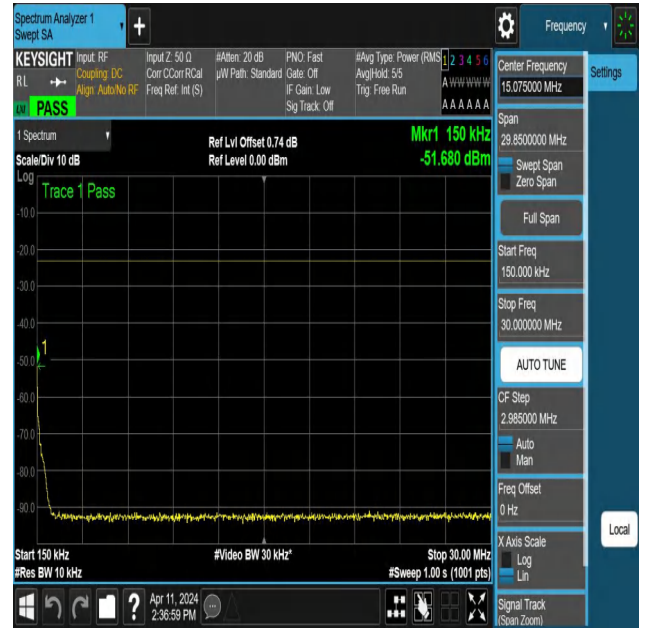 Spectrum Analyzer 1
Swept SA
+
Frequency
KEYSIGHT
RL
LXI
PASS
Input: RF
Coupling: DC
Align: Auto/No RF
Input Z: 50 Ω
Corr CCorr RCal
Freq Ref: Int (S)
#Atten: 20 dB
µW Path: Standard
PNO: Fast
Gate: Off
IF Gain: Low
Sig Track: Off
#Avg Type: Power (RMS
Avg|Hold: 5/5
Trig: Free Run
1 2 3 4 5 6
A W W W W W
A A A A A A
1 Spectrum
Scale/Div 10 dB
Ref Lvl Offset 0.74 dB
Ref Level 0.00 dBm
Mkr1 150 kHz
-51.680 dBm
Log
Trace 1 Pass
-10.0
-20.0
-30.0
-40.0
1
-50.0
-60.0
-70.0
-80.0
-90.0
Start 150 kHz
#Res BW 10 kHz
#Video BW 30 kHz*
Stop 30.00 MHz
#Sweep 1.00 s (1001 pts)
Center Frequency
15.075000 MHz
Settings
Span
29.8500000 MHz
Swept Span
Zero Span
Full Span
Start Freq
150.000 kHz
Stop Freq
30.000000 MHz
AUTO TUNE
CF Step
2.985000 MHz
Auto
Man
Freq Offset
0 Hz
X Axis Scale
Log
Lin
Signal Track
(Span Zoom)
Local
?
Apr 11, 2024
2:36:59 PM